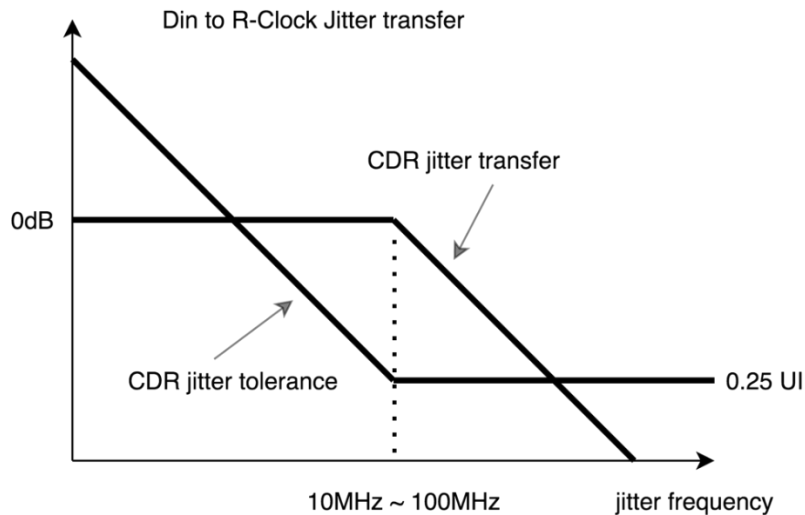 Din to R-Clock Jitter transfer
CDR jitter transfer
0dB
CDR jitter tolerance
0.25 UI
10MHz ~ 100MHz
jitter frequency